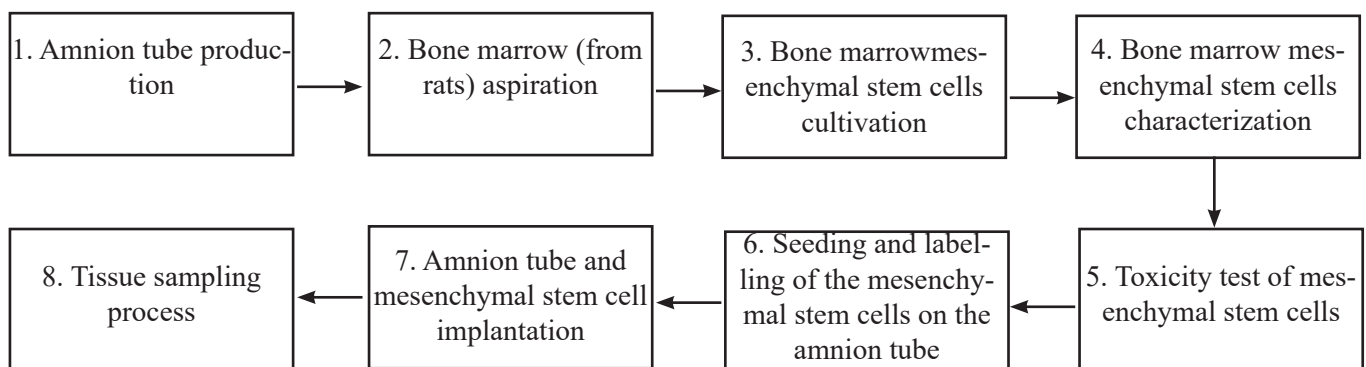 1. Amnion tube produc-
tion
2. Bone marrow (from
rats) aspiration
3. Bone marrowmes-
enchymal stem cells
cultivation
4. Bone marrow mes-
enchymal stem cells
characterization
5. Toxicity test of mes-
enchymal stem cells
6. Seeding and label-
lling of the mesenchy-
mal stem cells on the
amnion tube
7. Amnion tube and
mesenchymal stem cell
implantation
8. Tissue sampling
process